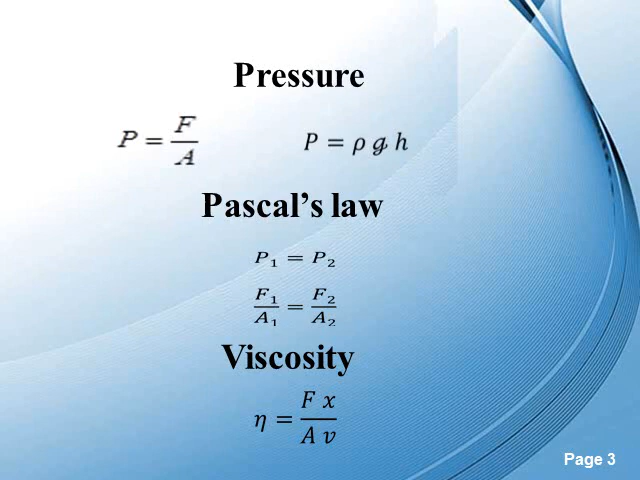 Pressure
P = F/A    P = ρ g h
Pascal's law
P₁ = P₂
F₁/A₁ = F₂/A₂
Viscosity
η = F x / A v
Page 3